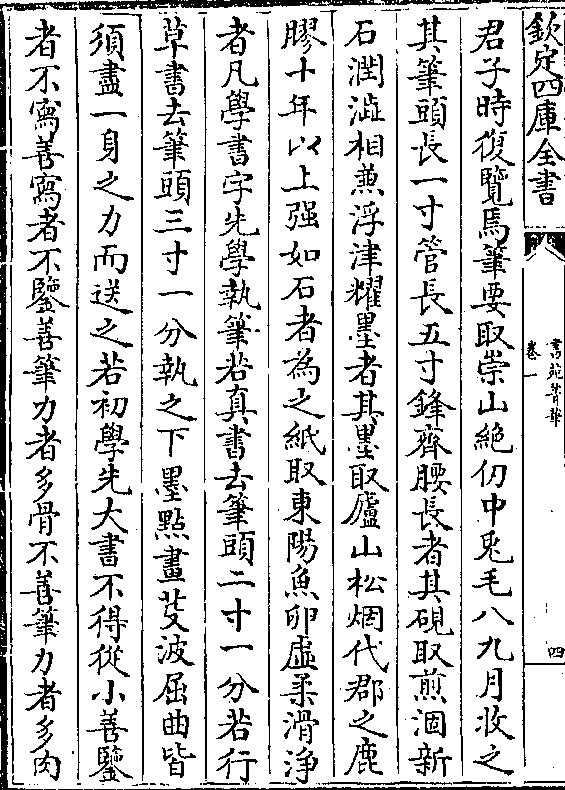 欽定四庫全書
書苑菁華
卷一
四
君子時復覽焉筆要取崇山絶仞中兎毛八九月收之
其筆頭長一寸管長五寸鋒齊腰長者其硯取煎涸新
石潤澁相兼浮津耀墨者其墨取廬山松烟代郡之鹿
膠十年以上强如石者為之紙取東陽魚卵虛柔滑淨
者凡學書字先學執筆若真書去筆頭二寸一分若行
草書去筆頭三寸一分執之下墨點畫芟波屈曲皆
須盡一身之力而送之若初學先大書不得從小善鑒
者不寫善寫者不鑒善筆力者多骨不善筆力者多肉